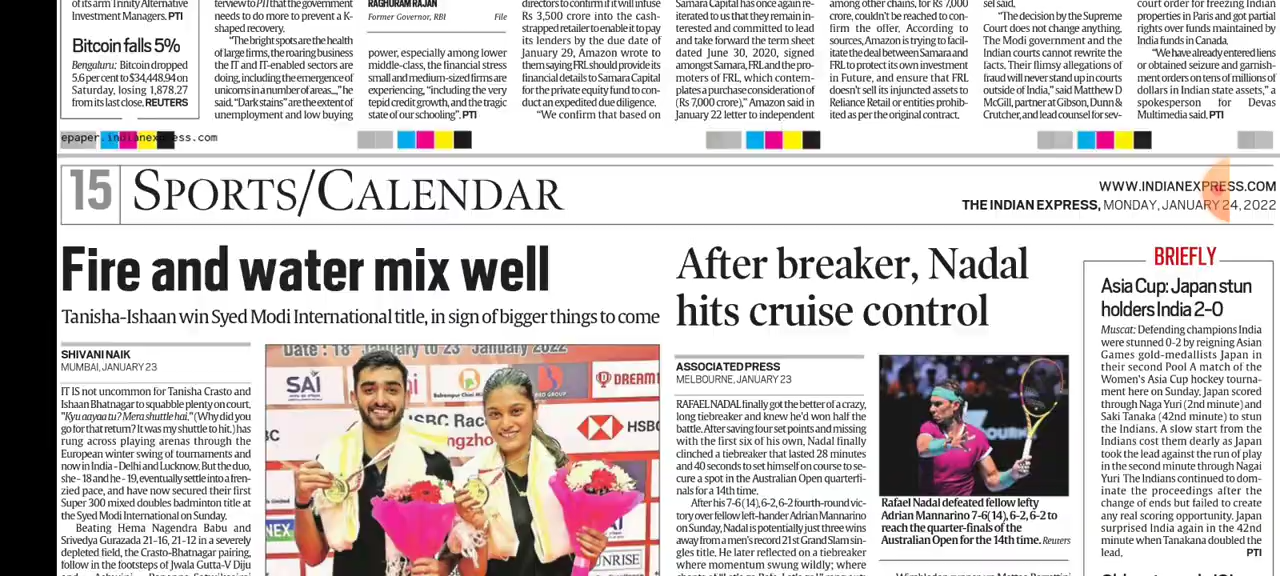 of its arm Trinity Alternative
Investment Managers. PTI
Bitcoin falls 5%
Bengaluru: Bitcoin dropped
5.6 per cent to $34,448.94 on
Saturday, losing 1,878.27
from its last close. REUTERS
terview to PTI that the government
needs to do more to prevent a K-
shaped recovery.
"The bright spots are the health
of large firms, the roaring business
the IT and IT-enabled sectors are
doing, including the emergence of
unicorns in a number of areas...," he
said. "Dark stains" are the extent of
unemployment and low buying
RAGHURAM RAJAN
Former Governor, RBI File
power, especially among lower
middle-class, the financial stress
small and medium-sized firms are
experiencing, "including the very
tepid credit growth, and the tragic
state of our schooling". PTI
directors to confirm if it will infuse
Rs 3,500 crore into the cash-
strapped retailer to enable it to pay
its lenders by the due date of
January 29, Amazon wrote to
them saying FRL should provide its
financial details to Samara Capital
for the private equity fund to con-
duct an expedited due diligence.
"We confirm that based on
Samara Capital has once again re-
iterated to us that they remain in-
terested and committed to lead
and take forward the term sheet
dated June 30, 2020, signed
amongst Samara, FRL and the pro-
moters of FRL, which contem-
plates a purchase consideration of
(Rs 7,000 crore)," Amazon said in
January 22 letter to independent
among other chains, for Rs 7,000
crore, couldn't be reached to con-
firm the offer. According to
sources, Amazon is trying to facil-
itate the deal between Samara and
FRL to protect its own investment
in Future, and ensure that FRL
doesn't sell its injuncted assets to
Reliance Retail or entities prohib-
ited as per the original contract.
sel said.
"The decision by the Supreme
Court does not change anything.
The Modi government and the
Indian courts cannot rewrite the
facts. Their flimsy allegations of
fraud will never stand up in courts
outside of India," said Matthew D
McGill, partner at Gibson, Dunn &
Crutcher, and lead counsel for sev-
court order for freezing Indian
properties in Paris and got partial
rights over funds maintained by
India funds in Canada.
"We have already entered liens
or obtained seizure and garnish-
ment orders on tens of millions of
dollars in Indian state assets," a
spokesperson for Devas
Multimedia said. PTI
epaper.indianexpress.com
15 SPORTS/CALENDAR
WWW.INDIANEXPRESS.COM
THE INDIAN EXPRESS, MONDAY, JANUARY 24, 2022
Fire and water mix well
Tanisha-Ishaan win Syed Modi International title, in sign of bigger things to come
SHIVANI NAIK
MUMBAI, JANUARY 23
IT IS not uncommon for Tanisha Crasto and
Ishaan Bhatnagar to squabble plenty on court.
"Kyu aaya tu? Mera shuttle hai," (Why did you
go for that return? It was my shuttle to hit.) has
rung across playing arenas through the
European winter swing of tournaments and
now in India - Delhi and Lucknow. But the duo,
she - 18 and he - 19, eventually settle into a fren-
zied pace, and have now secured their first
Super 300 mixed doubles badminton title at
the Syed Modi International on Sunday.
Beating Hema Nagendra Babu and
Srivedya Gurazada 21-16, 21-12 in a severely
depleted field, the Crasto-Bhatnagar pairing,
follow in the footsteps of Jwala Gutta-V Diju
Date : 18 January to 23 January 2022
SAI
DREAM1
HSBC
After breaker, Nadal
hits cruise control
ASSOCIATED PRESS
MELBOURNE, JANUARY 23
RAFAEL NADAL finally got the better of a crazy,
long tiebreaker and knew he'd won half the
battle. After saving four set points and missing
with the first six of his own, Nadal finally
clinched a tiebreaker that lasted 28 minutes
and 40 seconds to set himself on course to se-
cure a spot in the Australian Open quarterfi-
nals for a 14th time.
After his 7-6 (14), 6-2, 6-2 fourth-round vic-
tory over fellow left-hander Adrian Mannarino
on Sunday, Nadal is potentially just three wins
away from a men's record 21st Grand Slam sin-
gles title. He later reflected on a tiebreaker
where momentum swung wildly; where
Rafael Nadal defeated fellow lefty
Adrian Mannarino 7-6(14), 6-2, 6-2 to
reach the quarter-finals of the
Australian Open for the 14th time. Reuters
BRIEFLY
Asia Cup: Japan stun
holders India 2-0
Muscat: Defending champions India
were stunned 0-2 by reigning Asian
Games gold-medallists Japan in
their second Pool A match of the
Women's Asia Cup hockey tourna-
ment here on Sunday. Japan scored
through Naga Yuri (2nd minute) and
Saki Tanaka (42nd minute) to stun
the Indians. A slow start from the
Indians cost them dearly as Japan
took the lead against the run of play
in the second minute through Nagai
Yuri The Indians continued to dom-
inate the proceedings after the
change of ends but failed to create
any real scoring opportunity. Japan
surprised India again in the 42nd
minute when Tanakana doubled the
lead. PTI